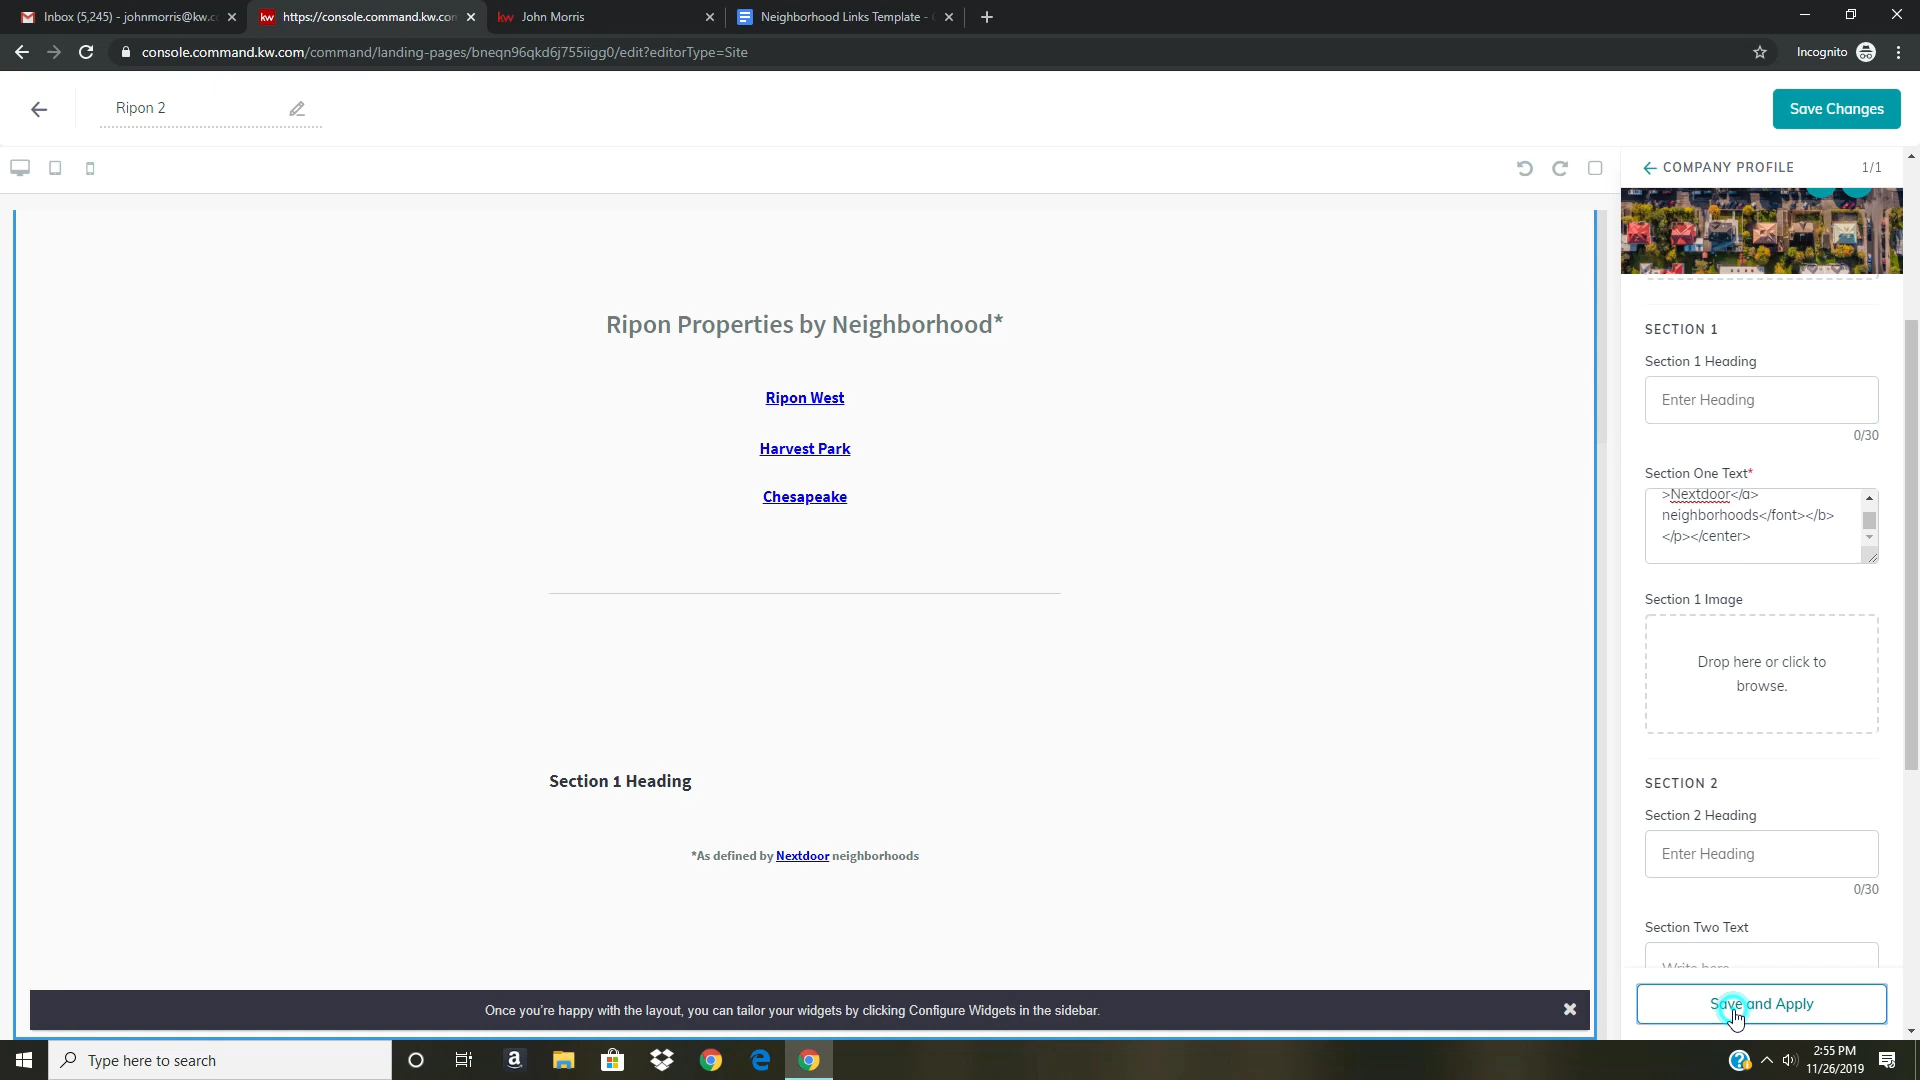 Inbox (5,245) - johnmorris@kw.c
https://console.command.kw.com
kw John Morris
Neighborhood Links Template -
console.command.kw.com/command/landing-pages/bneqn96qkd6j755iigg0/edit?editorType=Site
Incognito
Ripon 2
Save Changes
COMPANY PROFILE
1/1
Ripon Properties by Neighborhood*
Ripon West
Harvest Park
Chesapeake
Section 1 Heading
*As defined by Nextdoor neighborhoods
SECTION 1
Section 1 Heading
Enter Heading
0/30
Section One Text*
>Nextdoor</a>
neighborhoods</font></b>
</p></center>
Section 1 Image
Drop here or click to
browse.
SECTION 2
Section 2 Heading
Enter Heading
0/30
Section Two Text
Write here
Save and Apply
Once you're happy with the layout, you can tailor your widgets by clicking Configure Widgets in the sidebar.
Type here to search
2:55 PM
11/26/2019